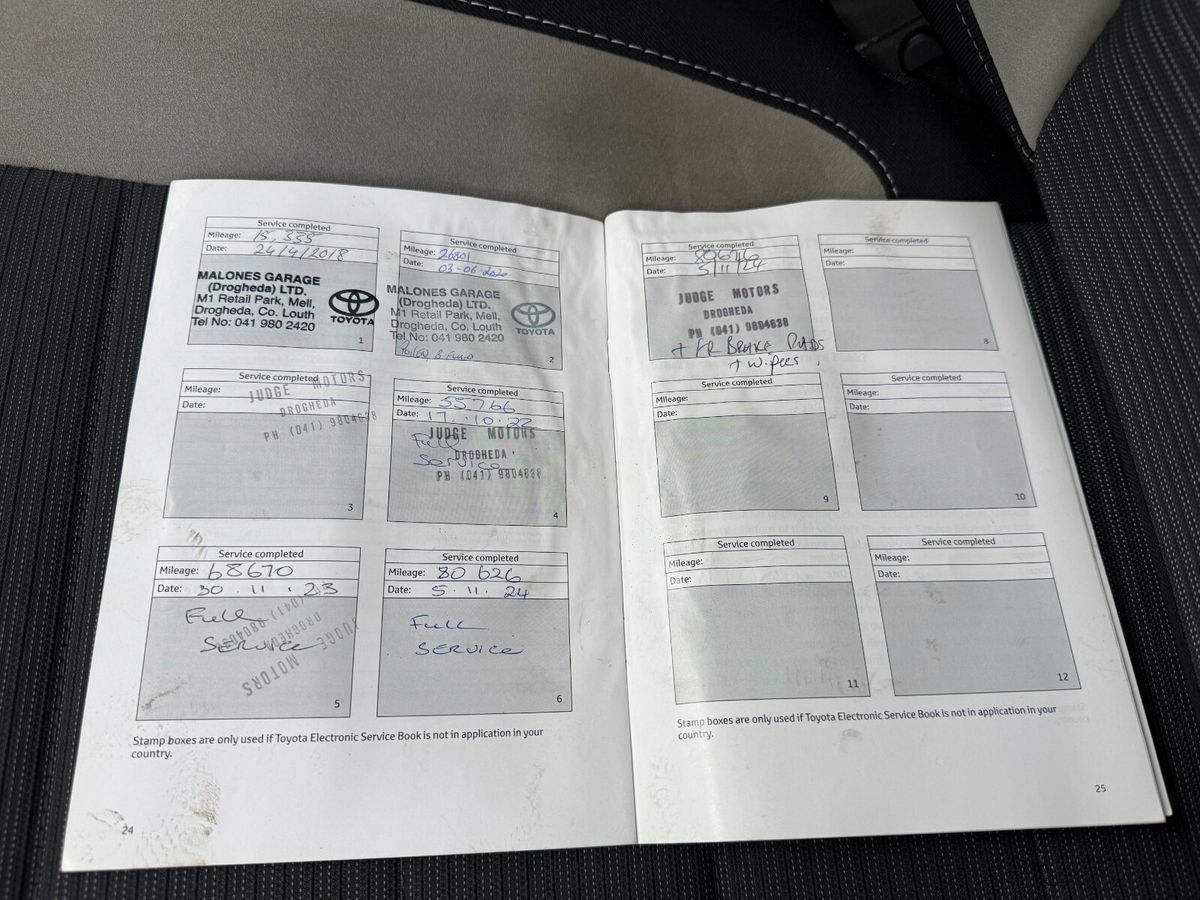 Service completed
Mileage: 15,355
Date: 24/4/2018
MALONES GARAGE
(Drogheda) LTD.
M1 Retail Park, Mell,
Drogheda, Co. Louth
Tel No: 041 980 2420
TOYOTA
1
Service completed
Mileage: 26801
Date: 03-06-2020
MALONES GARAGE
(Drogheda) LTD.
M1 Retail Park, Mell,
Drogheda, Co. Louth
Tel No: 041 980 2420
TOYOTA
2
Service completed
Mileage:
Date:
JUDGE MOTORS
DROGHEDA
PH (041) 9804638
3
Service completed
Mileage: 55766
Date: 17.10.22
Full
Service
JUDGE MOTORS
DROGHEDA
PH (041) 9804638
4
Service completed
Mileage: 68670
Date: 30.11.23
Full
Service
JUDGE MOTORS
DROGHEDA
5
Service completed
Mileage: 80626
Date: 5.11.24
Full
Service
6
Stamp boxes are only used if Toyota Electronic Service Book is not in application in your
country.
24
Service completed
Mileage:
Date: 5/11/24
JUDGE MOTORS
DROGHEDA
PH (041) 9804638
+ FR BRAKE PADS
+ Wipers
Service completed
Mileage:
Date:
8
Service completed
Mileage:
Date:
9
Service completed
Mileage:
Date:
10
Service completed
Mileage:
Date:
11
Service completed
Mileage:
Date:
12
Stamp boxes are only used if Toyota Electronic Service Book is not in application in your
country.
25